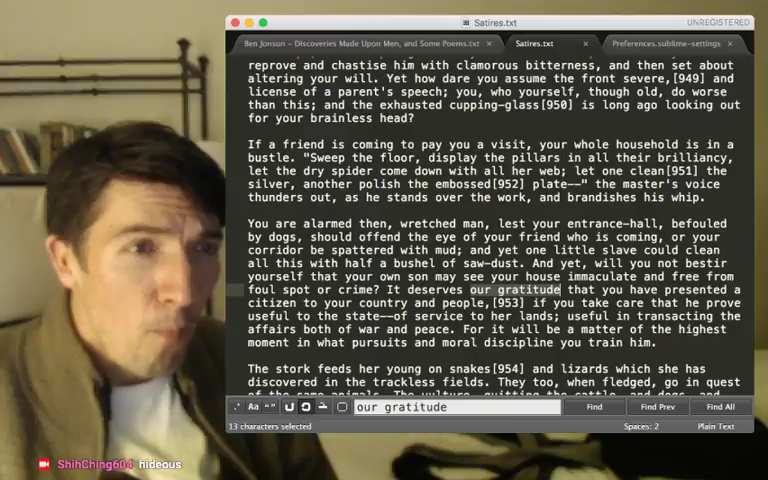 Satires.txt
UNREGISTERED
Ben Jonson – Discoveries Made Upon Men, and Some Poems.txt × Satires.txt × Preferences.sublime-settings ×
reprove and chastise him with clamorous bitterness, and then set about
altering your will. Yet how dare you assume the front severe,[949] and
license of a parent's speech; you, who yourself, though old, do worse
than this; and the exhausted cupping-glass[950] is long ago looking out
for your brainless head?
If a friend is coming to pay you a visit, your whole household is in a
bustle. "Sweep the floor, display the pillars in all their brilliancy,
let the dry spider come down with all her web; let one clean[951] the
silver, another polish the embossed[952] plate--" the master's voice
thunders out, as he stands over the work, and brandishes his whip.
You are alarmed then, wretched man, lest your entrance-hall, befouled
by dogs, should offend the eye of your friend who is coming, or your
corridor be spattered with mud; and yet one little slave could clean
all this with half a bushel of saw-dust. And yet, will you not bestir
yourself that your own son may see your house immaculate and free from
foul spot or crime? It deserves our gratitude that you have presented a
citizen to your country and people,[953] if you take care that he prove
useful to the state--of service to her lands; useful in transacting the
affairs both of war and peace. For it will be a matter of the highest
moment in what pursuits and moral discipline you train him.
The stork feeds her young on snakes[954] and lizards which she has
discovered in the trackless fields. They too, when fledged, go in quest
of the same animals. The vulture, quitting the cattle, and dogs, and
.* Aa “” our gratitude Find Find Prev Find All
13 characters selected Spaces: 2 Plain Text
ShihChing604 hideous